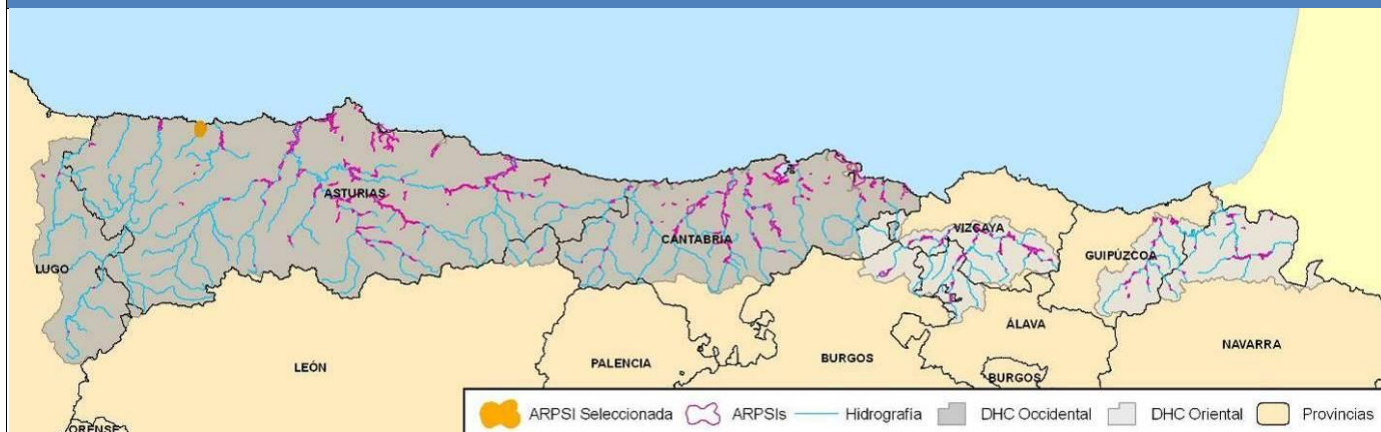 ASTURIAS
CANTABRIA
VIZCAYA
GUIPÚZCOA
LUGO
ÁLAVA
NAVARRA
LEÓN
PALENCIA
BURGOS
BURGOS
ORENSE
ARPSI Seleccionada ARPSIs Hidrografía DHC Occidental DHC Oriental Provincias